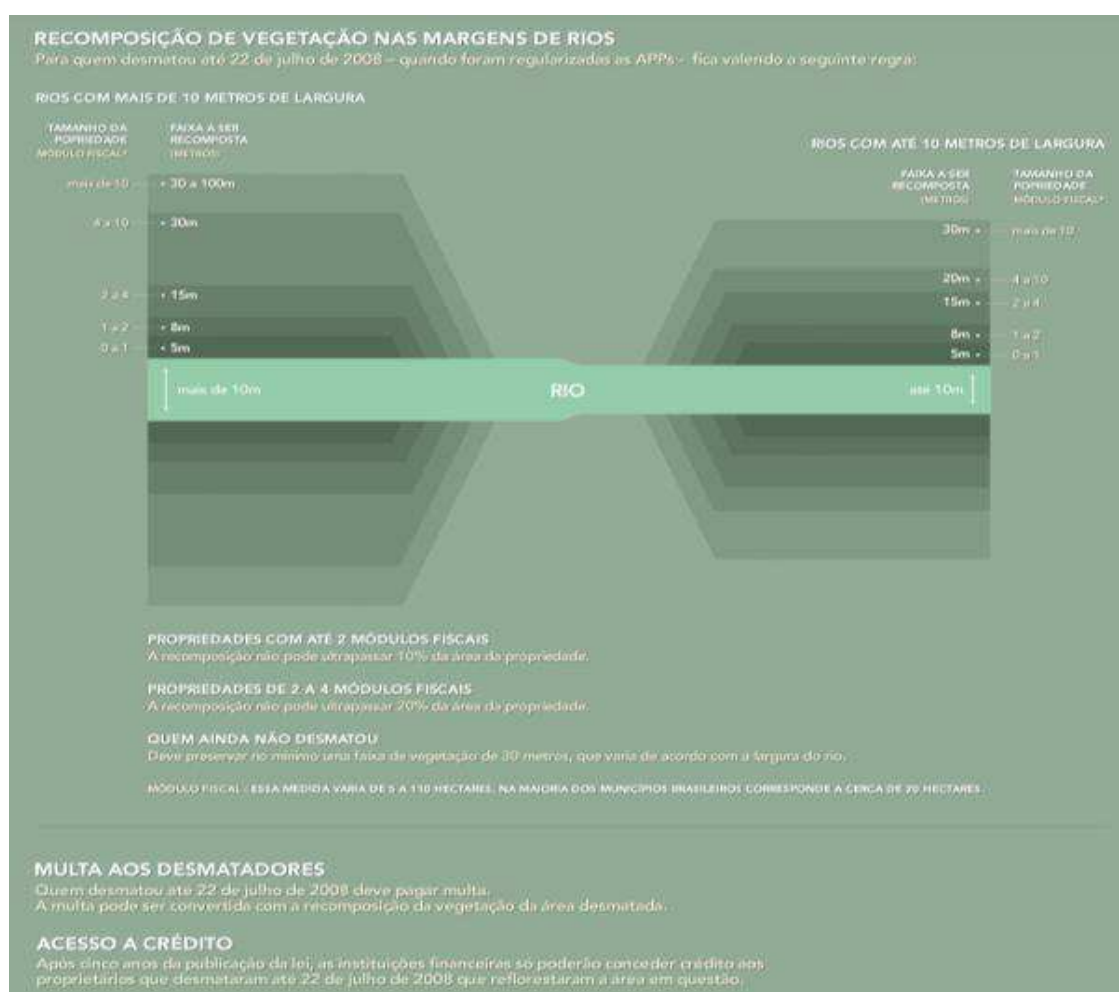 RECOMPOSIÇÃO DE VEGETAÇÃO NAS MARGENS DE RIOS
Para quem desmatou até 22 de julho de 2008 – quando foram regularizadas as APPs - fica valendo a seguinte regra:
RIOS COM MAIS DE 10 METROS DE LARGURA
TAMANHO DA
POPRIEDADE
MÓDULO FISCAL*
FAIXA A SER
RECOMPOSTA
(METROS)
mais de 10
• 30 a 100m
4 a 10
• 30m
2 a 4
• 15m
1 a 2
• 8m
0 a 1
• 5m
RIOS COM ATÉ 10 METROS DE LARGURA
FAIXA A SER
RECOMPOSTA
(METROS)
TAMANHO DA
POPRIEDADE
MÓDULO FISCAL*
30m •
mais de 10
20m •
4 a 10
15m •
2 a 4
8m •
1 a 2
5m •
0 a 1
mais de 10m
RIO
até 10m
PROPRIEDADES COM ATÉ 2 MÓDULOS FISCAIS
A recomposição não pode ultrapassar 10% da área da propriedade.
PROPRIEDADES DE 2 A 4 MÓDULOS FISCAIS
A recomposição não pode ultrapassar 20% da área da propriedade.
QUEM AINDA NÃO DESMATOU
Deve preservar no mínimo uma faixa de vegetação de 30 metros, que varia de acordo com a largura do rio.
MÓDULO FISCAL - ESSA MEDIDA VARIA DE 5 A 110 HECTARES. NA MAIORIA DOS MUNICÍPIOS BRASILEIROS CORRESPONDE A CERCA DE 20 HECTARES.
MULTA AOS DESMATADORES
Quem desmatou até 22 de julho de 2008 deve pagar multa.
A multa pode ser convertida com a recomposição da vegetação da área desmatada.
ACESSO A CRÉDITO
Após cinco anos da publicação da lei, as instituições financeiras só poderão conceder crédito aos
proprietários que desmataram até 22 de julho de 2008 que reflorestaram a área em questão.